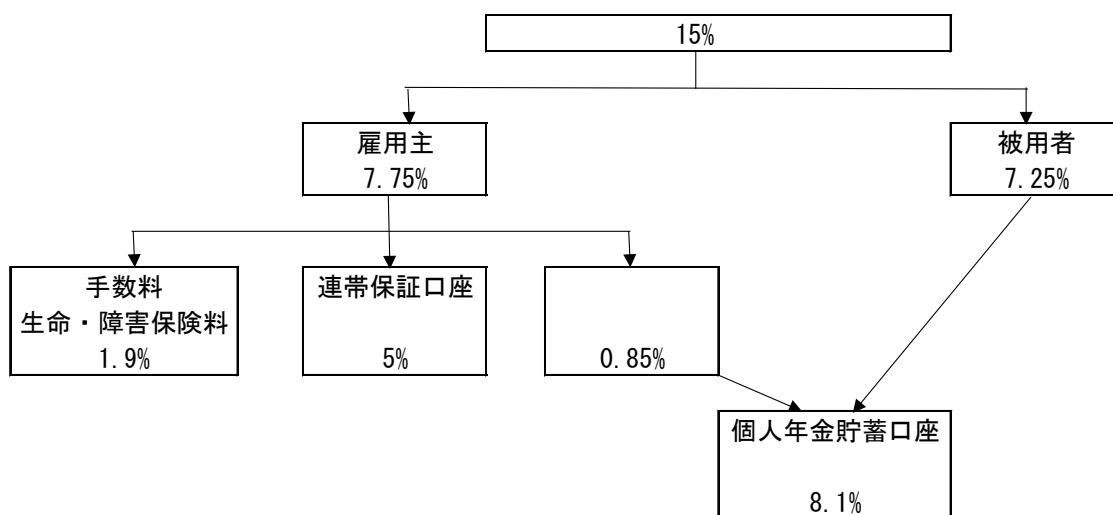 15%
雇用主
7.75%
被用者
7.25%
手数料
生命・障害保険料
1.9%
連帯保証口座
5%
0.85%
個人年金貯蓄口座
8.1%